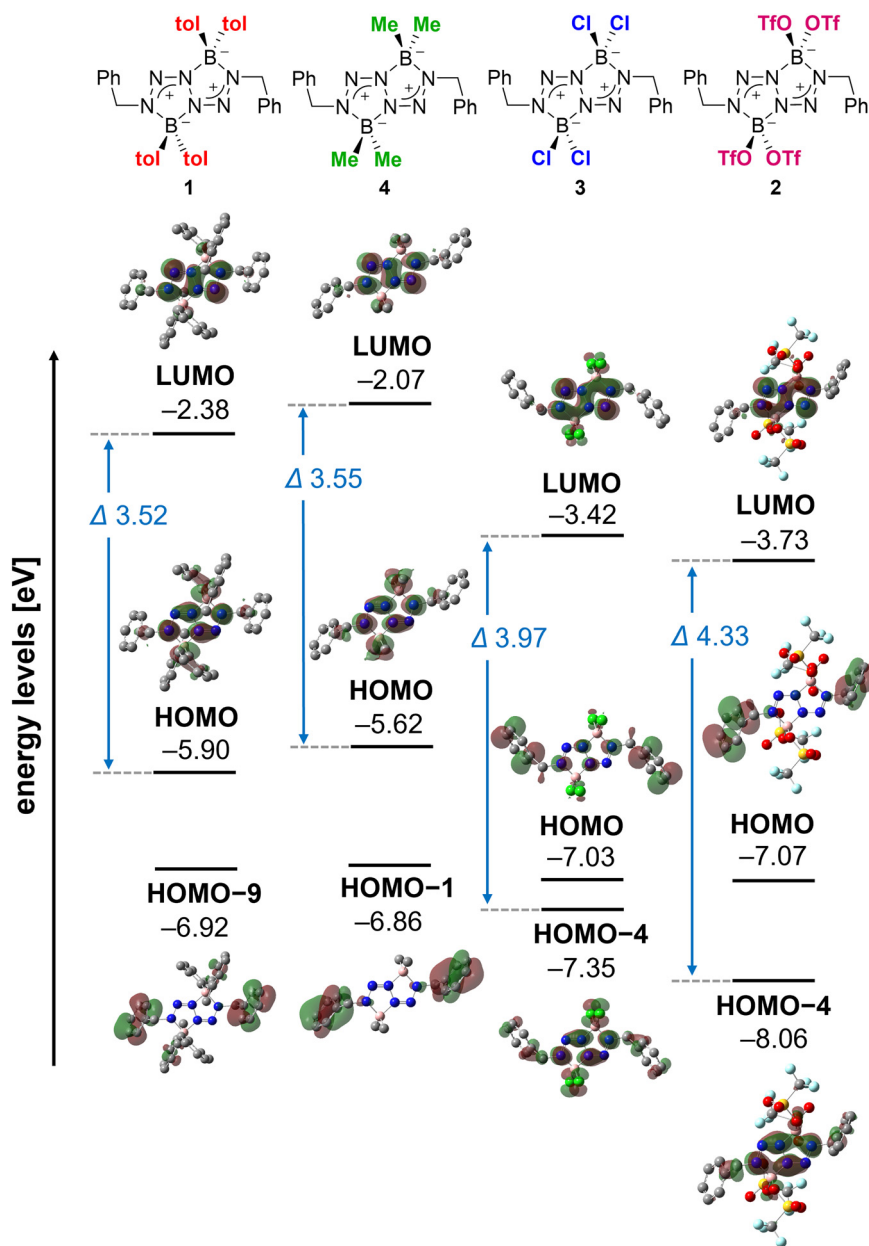 tol tol
Me Me
Cl Cl
TfO OTf
B −
B −
B −
B −
Ph N N N
Ph N N N
Ph N N N
Ph N N N
+ +
+ +
+ +
+ +
N N N Ph
N N N Ph
N N N Ph
N N N Ph
B −
B −
B −
B −
tol tol
Me Me
Cl Cl
TfO OTf
1
4
3
2
energy levels [eV]
LUMO
–2.38
Δ 3.52
HOMO
–5.90
HOMO−9
–6.92
LUMO
–2.07
Δ 3.55
HOMO
–5.62
HOMO−1
–6.86
LUMO
–3.42
Δ 3.97
HOMO
–7.03
HOMO−4
–7.35
LUMO
–3.73
Δ 4.33
HOMO
–7.07
HOMO−4
–8.06